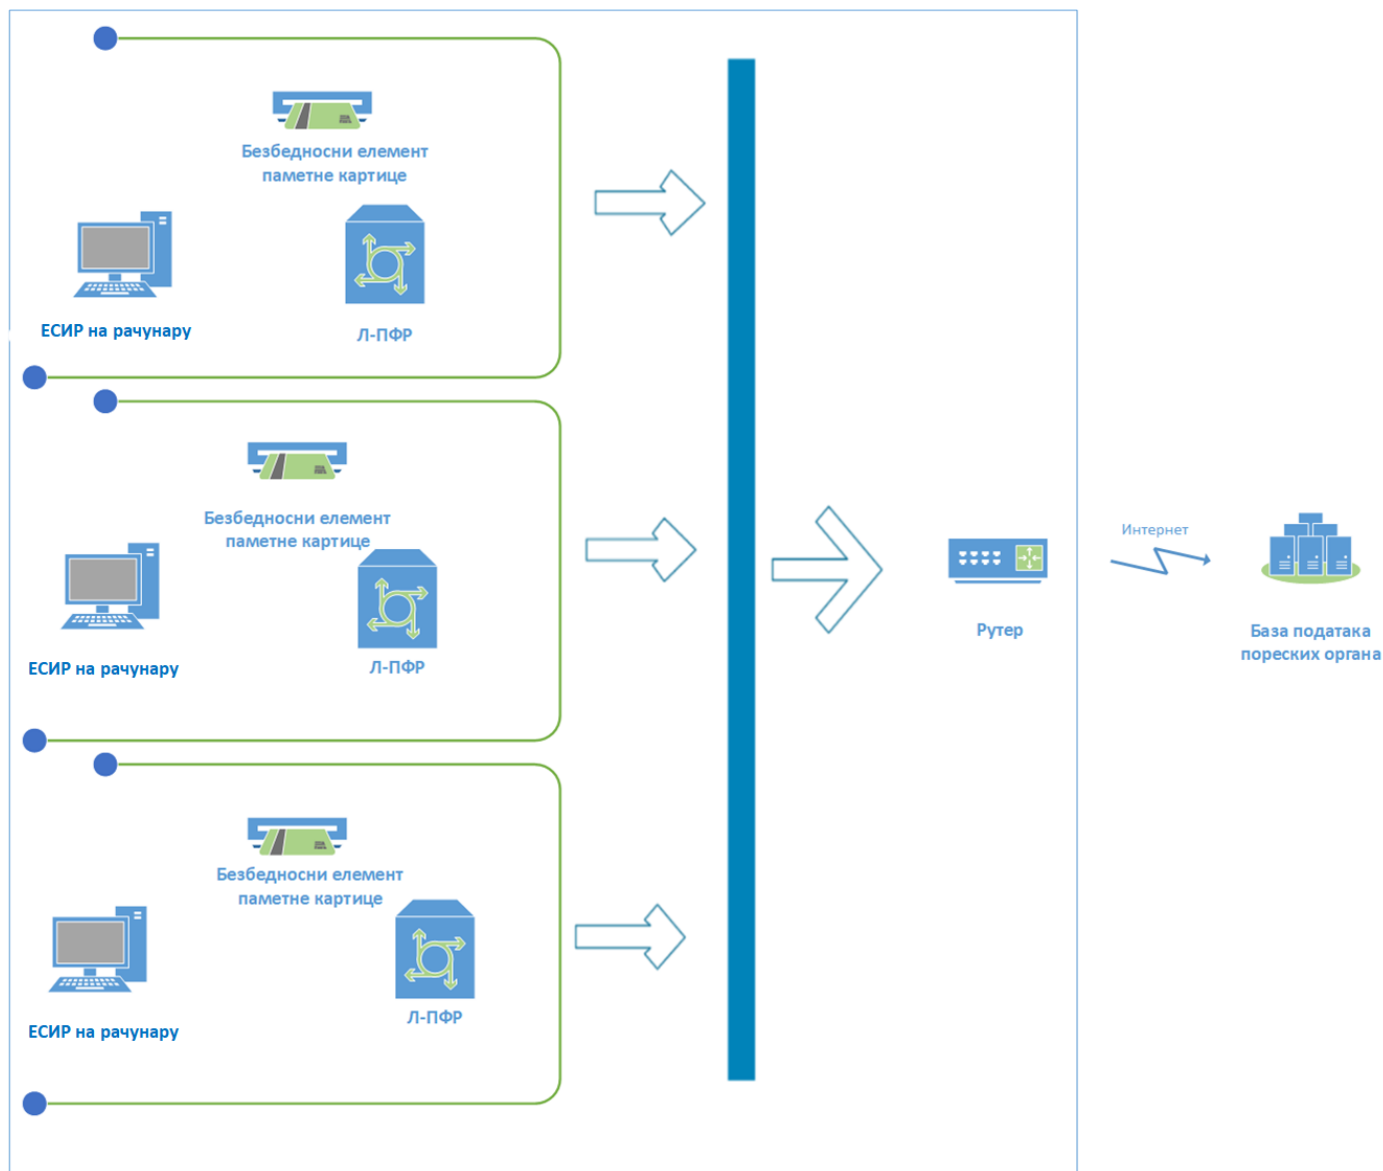 Безбедносни елемент
паметне картице
ЕСИР на рачунару
Л-ПФР
Безбедносни елемент
паметне картице
ЕСИР на рачунару
Л-ПФР
Интернет
Рутер
База података
пореских органа
Безбедносни елемент
паметне картице
ЕСИР на рачунару
Л-ПФР